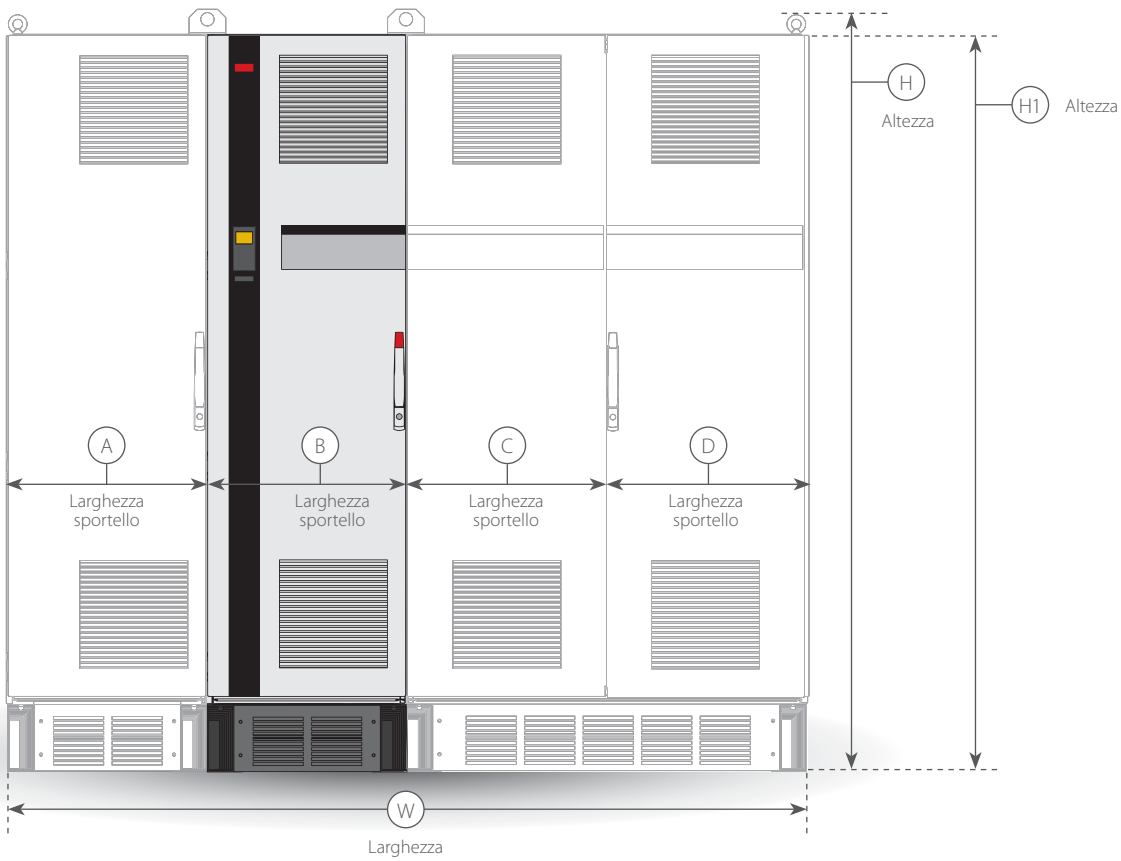 H
Altezza
H1 Altezza
A
Larghezza
sportello
B
Larghezza
sportello
C
Larghezza
sportello
D
Larghezza
sportello
W
Larghezza